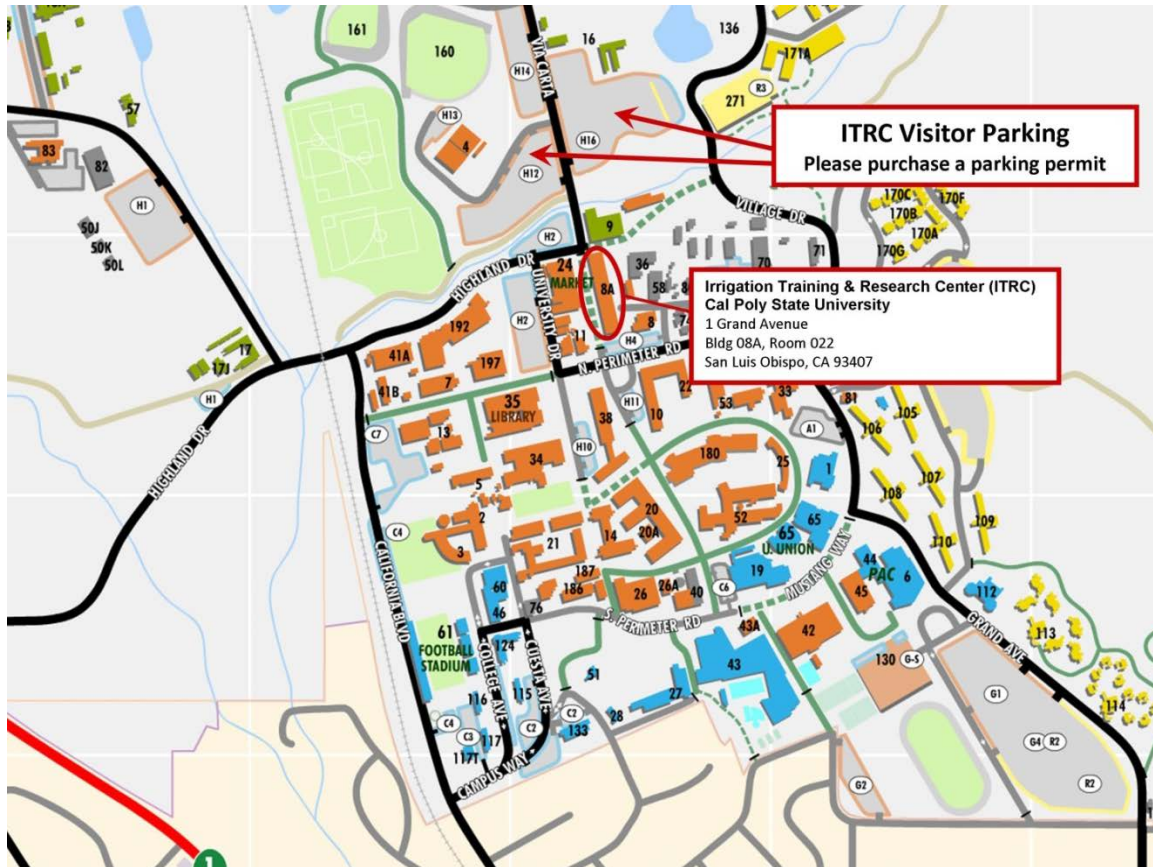 161
160
16
136
171A
R3
271
H14
VIA CARTA
H13
4
H16
H12
57
83
82
H1
50J
50K
50L
ITRC Visitor Parking
Please purchase a parking permit
170C
170F
170B
170A
170G
VILLAGE DR
9
H2
24
MARKET
8A
36
58
70
71
HIGHLAND DR
UNIVERSITY DR
H2
11
8
H4
N. PERIMETER RD
Irrigation Training & Research Center (ITRC)
Cal Poly State University
1 Grand Avenue
Bldg 08A, Room 022
San Luis Obispo, CA 93407
192
41A
197
7
41B
17
17J
H1
HIGHLAND DR
35
LIBRARY
38
H11
10
22
53
33
81
A1
106
105
C7
13
34
H10
180
25
1
107
108
5
2
3
C4
20
20A
14
21
52
65
65
U. UNION
109
110
CALIFORNIA BLVD
60
46
187
186
76
26
26A
40
C6
19
MUSTANG WAY
44
PAC
6
45
112
S. PERIMETER RD
43A
42
43
130
G-S
GRAND AVE
113
114
61
FOOTBALL
STADIUM
124
COLLEGE AVE
CUESTA AVE
116
115
51
27
28
C4
C3
117
117T
C2
C2
133
CAMPUS WAY
G1
G4
R2
R2
G2
1